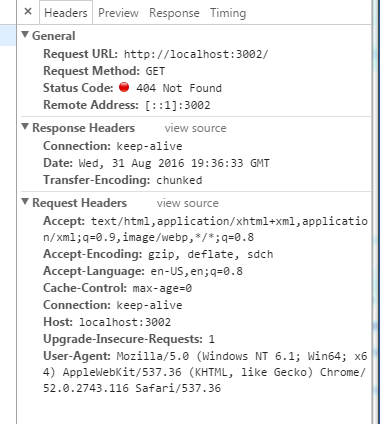 × Headers Preview Response Timing
▼ General
Request URL: http://localhost:3002/
Request Method: GET
Status Code: 404 Not Found
Remote Address: [::1]:3002
▼ Response Headers view source
Connection: keep-alive
Date: Wed, 31 Aug 2016 19:36:33 GMT
Transfer-Encoding: chunked
▼ Request Headers view source
Accept: text/html,application/xhtml+xml,applicatio
n/xml;q=0.9,image/webp,*/*;q=0.8
Accept-Encoding: gzip, deflate, sdch
Accept-Language: en-US,en;q=0.8
Cache-Control: max-age=0
Connection: keep-alive
Host: localhost:3002
Upgrade-Insecure-Requests: 1
User-Agent: Mozilla/5.0 (Windows NT 6.1; Win64; x6
4) AppleWebKit/537.36 (KHTML, like Gecko) Chrome/
52.0.2743.116 Safari/537.36